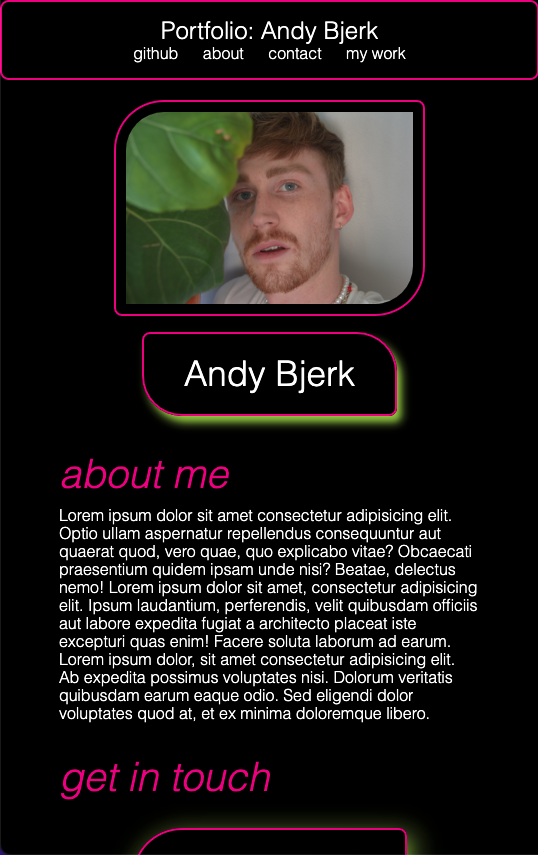 Portfolio: Andy Bjerk
github about contact my work
Andy Bjerk
about me
Lorem ipsum dolor sit amet consectetur adipisicing elit.
Optio ullam aspernatur repellendus consequuntur aut
quaerat quod, vero quae, quo explicabo vitae? Obcaecati
praesentium quidem ipsam unde nisi? Beatae, delectus
nemo! Lorem ipsum dolor sit amet, consectetur adipisicing
elit. Ipsum laudantium, perferendis, velit quibusdam officiis
aut labore expedita fugiat a architecto placeat iste
excepturi quas enim! Facere soluta laborum ad earum.
Lorem ipsum dolor, sit amet consectetur adipisicing elit.
Ab expedita possimus voluptates nisi. Dolorum veritatis
quibusdam earum eaque odio. Sed eligendi dolor
voluptates quod at, et ex minima doloremque libero.
get in touch